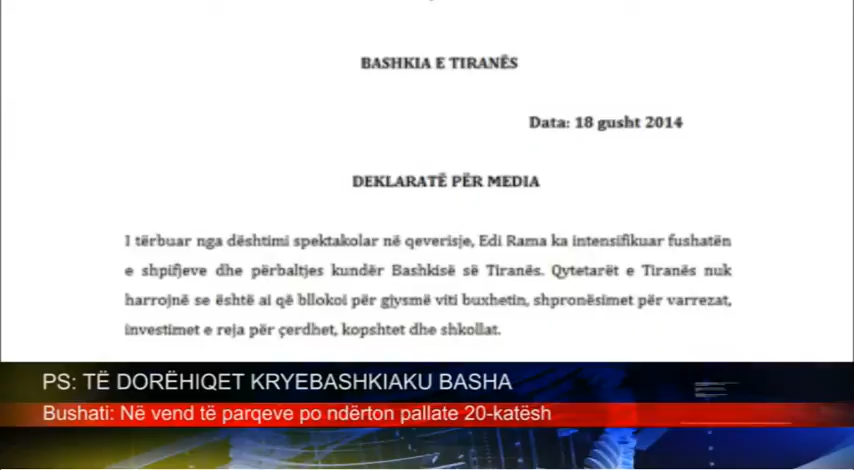 BASHKIA E TIRANËS
Data: 18 gusht 2014
DEKLARATË PËR MEDIA
I tërbuar nga dështimi spektakolar në qeverisje, Edi Rama ka intensifikuar fushatën
e shpifjeve dhe përbaltjes kundër Bashkisë së Tiranës. Qytetarët e Tiranës nuk
harrojnë se është ai që bllokoi për gjysmë viti buxhetin, shpronësimet për varrezat,
investimet e reja për çerdhet, kopshtet dhe shkollat.
PS: TË DORËHIQET KRYEBASHKIAKU BASHA
Bushati: Në vend të parqeve po ndërton pallate 20-katësh